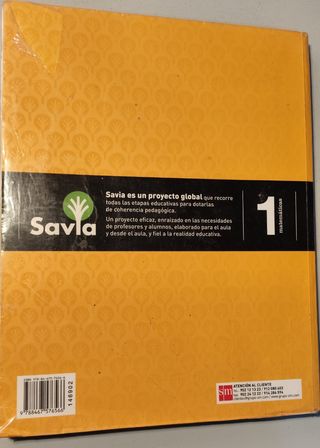 Savia es un proyecto global que recorre
todas las etapas educativas para dotarlas
de coherencia pedagógica.
Un proyecto eficaz, enraizado en las necesidades
de profesores y alumnos, elaborado para el aula
y desde el aula, y fiel a la realidad educativa.
Savia
1
matemáticas
9788467576566
146902
sm
ATENCIÓN AL CLIENTE